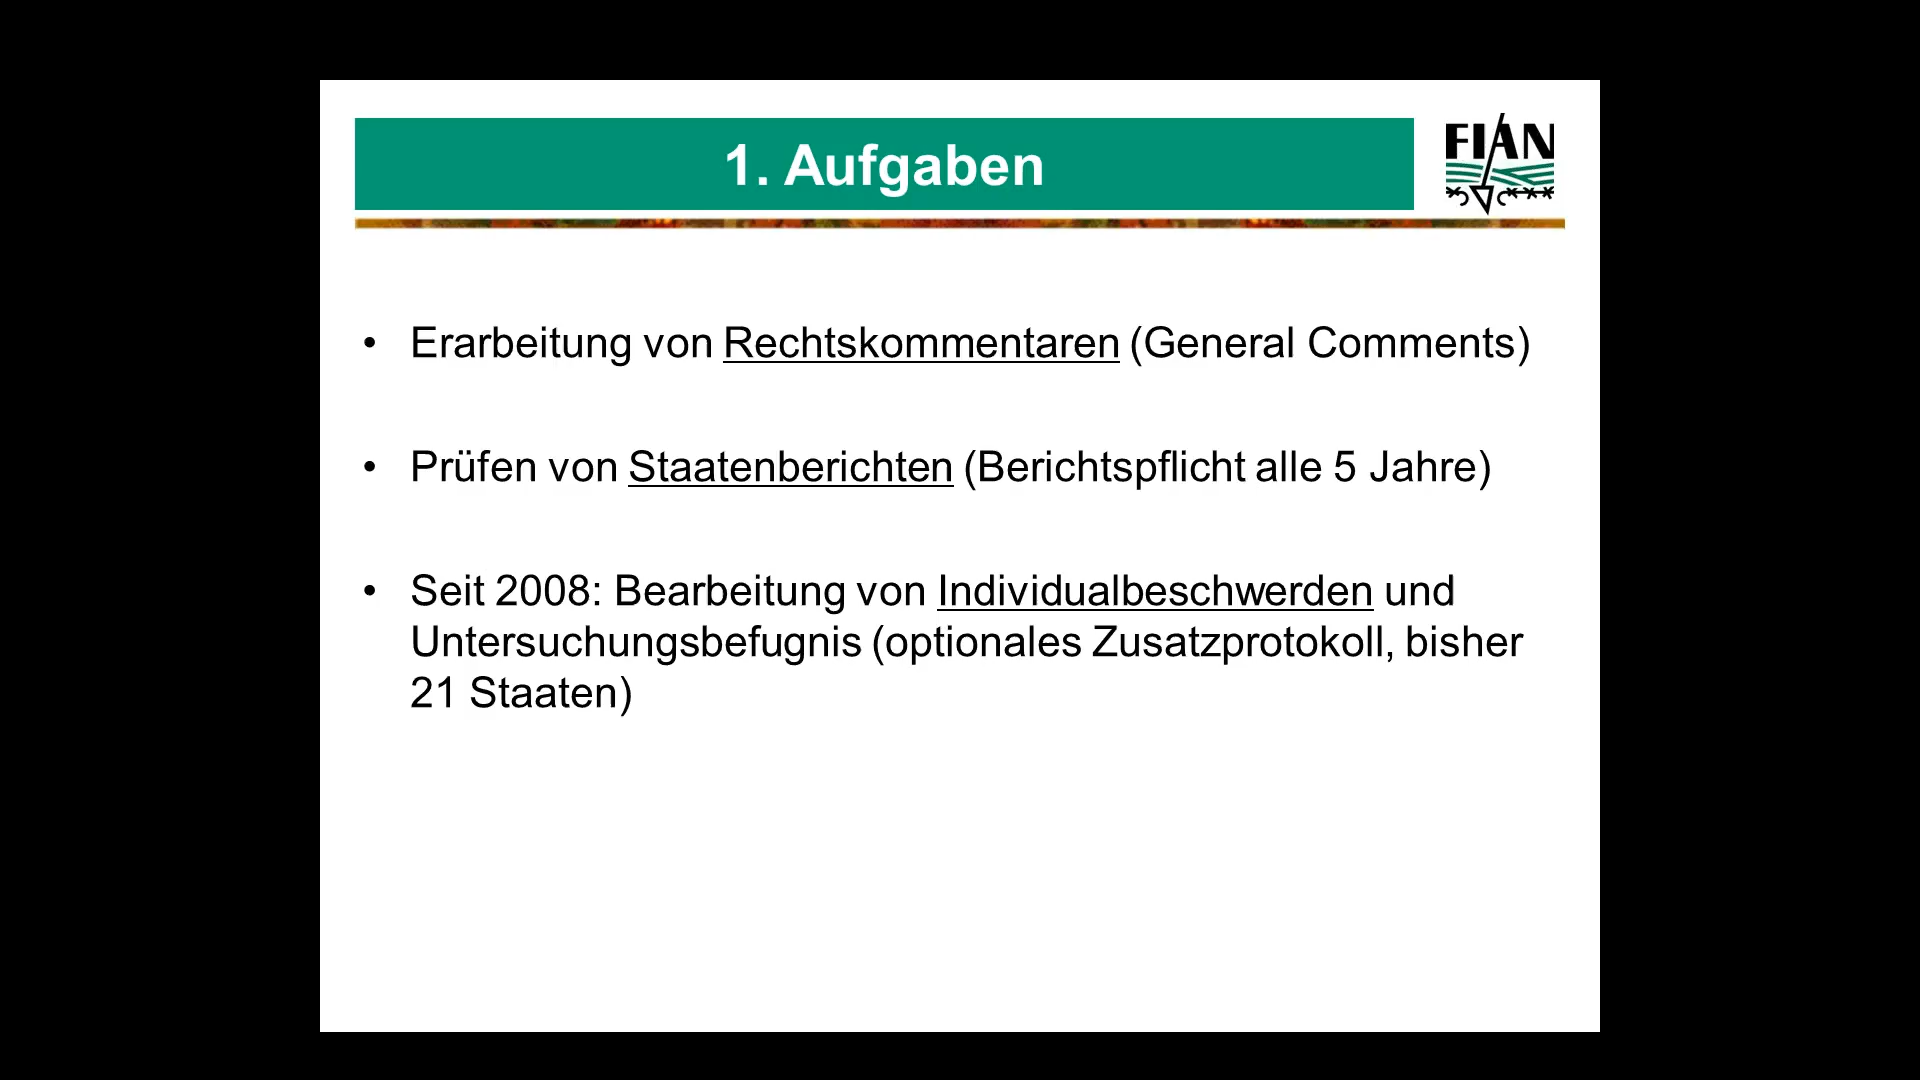 1. Aufgaben
FIAN
• Erarbeitung von Rechtskommentaren (General Comments)
• Prüfen von Staatenberichten (Berichtspflicht alle 5 Jahre)
• Seit 2008: Bearbeitung von Individualbeschwerden und
Untersuchungsbefugnis (optionales Zusatzprotokoll, bisher
21 Staaten)